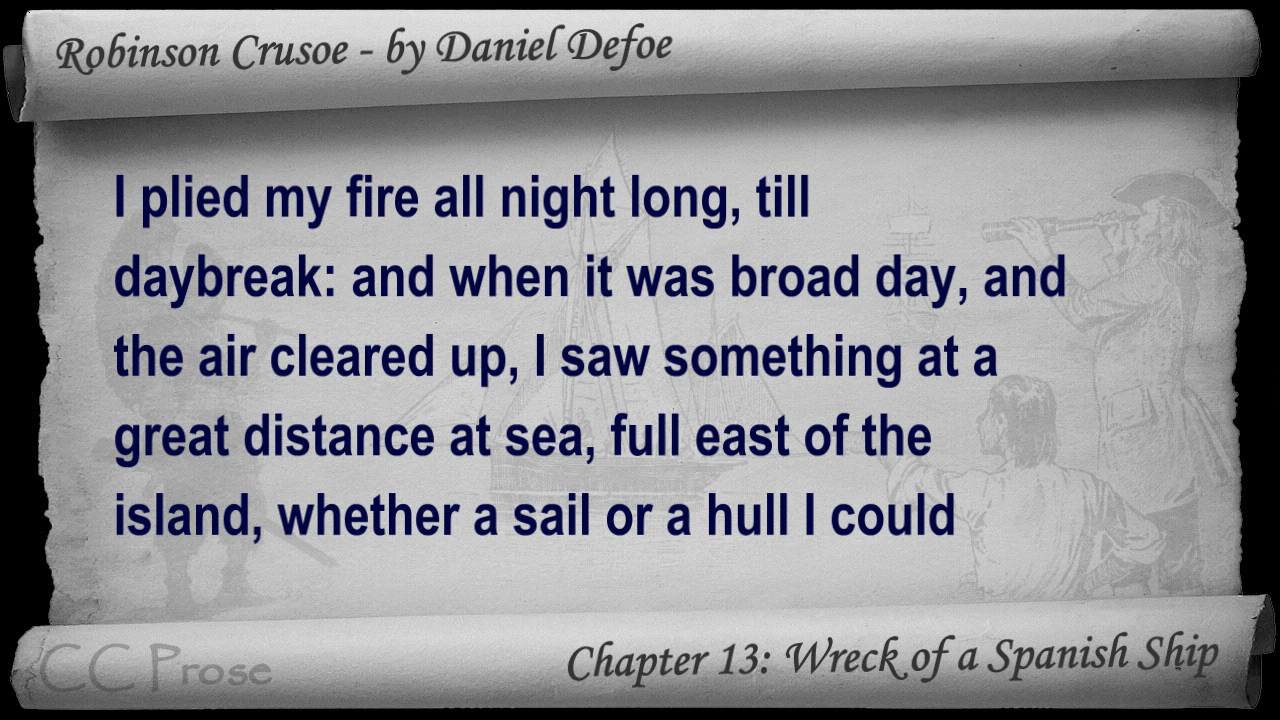 Robinson Crusoe - by Daniel Defoe
I plied my fire all night long, till
daybreak: and when it was broad day, and
the air cleared up, I saw something at a
great distance at sea, full east of the
island, whether a sail or a hull I could
CC Prose
Chapter 13: Wreck of a Spanish Ship